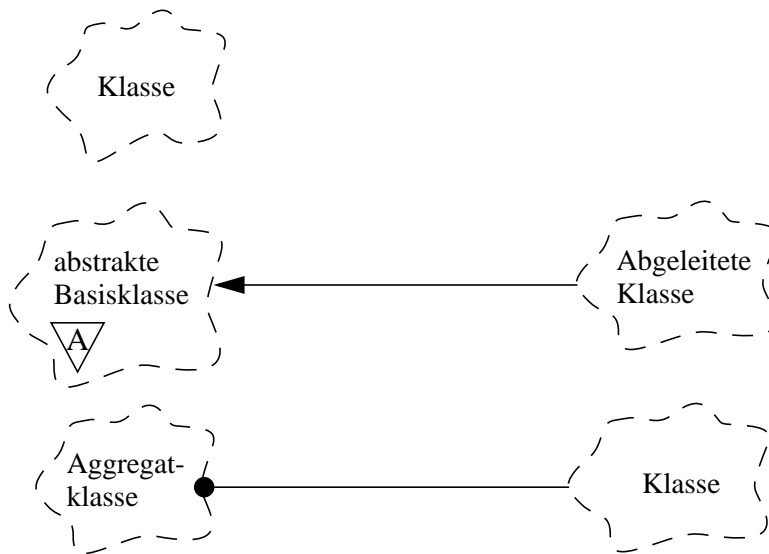 Klasse
abstrakte
Basisklasse
A
Abgeleitete
Klasse
Aggregat-
klasse
Klasse